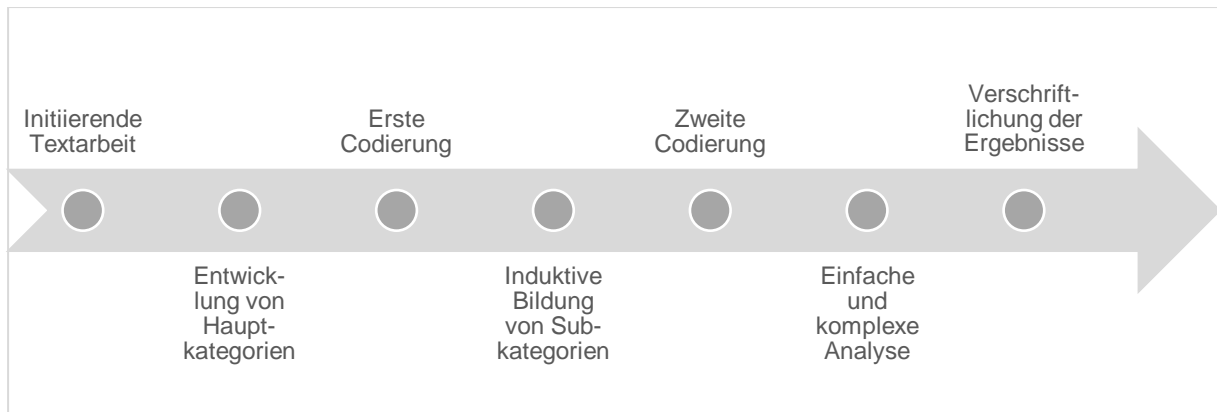 Initiierende
Textarbeit
Entwick-
lung von
Haupt-
kategorien
Erste
Codierung
Induktive
Bildung
von Sub-
kategorien
Zweite
Codierung
Einfache
und
komplexe
Analyse
Verschrift-
lichung der
Ergebnisse